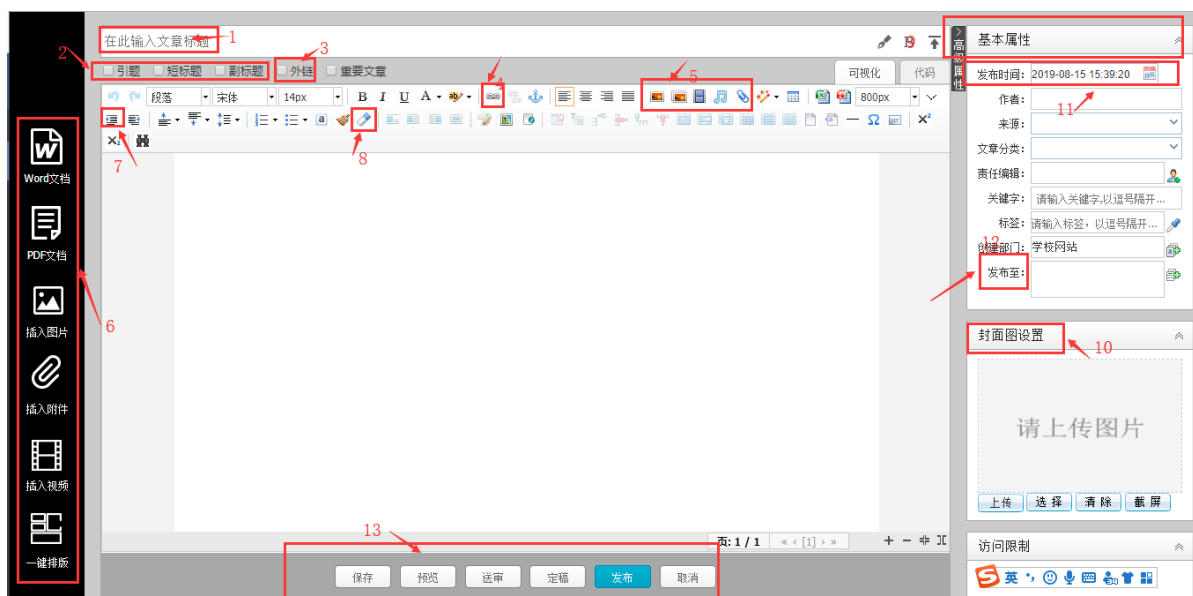 在此输入文章标题
1
2
3
引题 短标题 副标题 外链 重要文章
可视化 代码
高级属性
段落 宋体 14px B I U A ab 4 5 800px
7 8 Ω X²
X₂
Word文档
PDF文档
插入图片
6
插入附件
插入视频
一键排版
13
页: 1 / 1 « < [1] > »
保存 预览 送审 定稿 发布 取消
基本属性
发布时间: 2019-08-15 15:39:20
11
作者:
来源:
文章分类:
责任编辑:
关键字: 请输入关键字,以逗号隔开...
标签: 请输入标签，以逗号隔开...
12
创建部门: 学校网站
发布至:
封面图设置
10
请上传图片
上传 选择 清除 截屏
访问限制
S 英